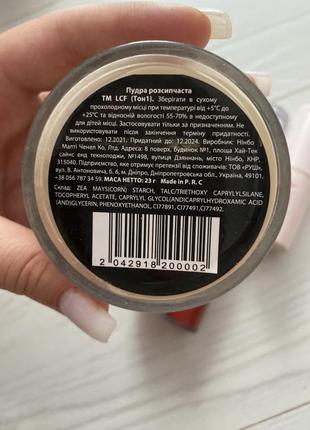 Пудра розсипчаста
ТМ LCF (Тон1). Зберігати в сухому
прохолодному місці при температурі від +5°C до
+25°C та відносній вологості 55-70% в недоступному
для дітей місці. Застосовувати тільки за призначенням. Не
використовувати після закінчення терміну придатності.
Виготовлено: 12.2021. Придатний до: 12.2024. Виробник: Нінбо
Матті Ченел Ко, Лтд. Адреса: 8 поверх, будинок №1, площа Хай-Тек
сайнс енд текнолоджи, №1498, вулиця Дзяннань, місто Нінбо, КНР,
315040. Підприємство, яке отримує претензії від споживачів: ТОВ «РУШ»,
вул. В. Антоновича, б. 6, м. Дніпро, Дніпропетровська обл., Україна, 49101,
+38 056 787 34 59. МАСА НЕТТО: 23 г Made in P. R. C
Склад: ZEA MAYS(CORN) STARCH, TALC/TRIETHOXY CAPRYLYLSILANE,
TOCOPHERYL ACETATE, CAPRYLYL GLYCOL(AND)CAPRYLHYDROXAMIC ACID
(AND)GLYCERIN, PHENOXYETHANOL, CI77891, CI77491,CI77492.
2 042918 200002